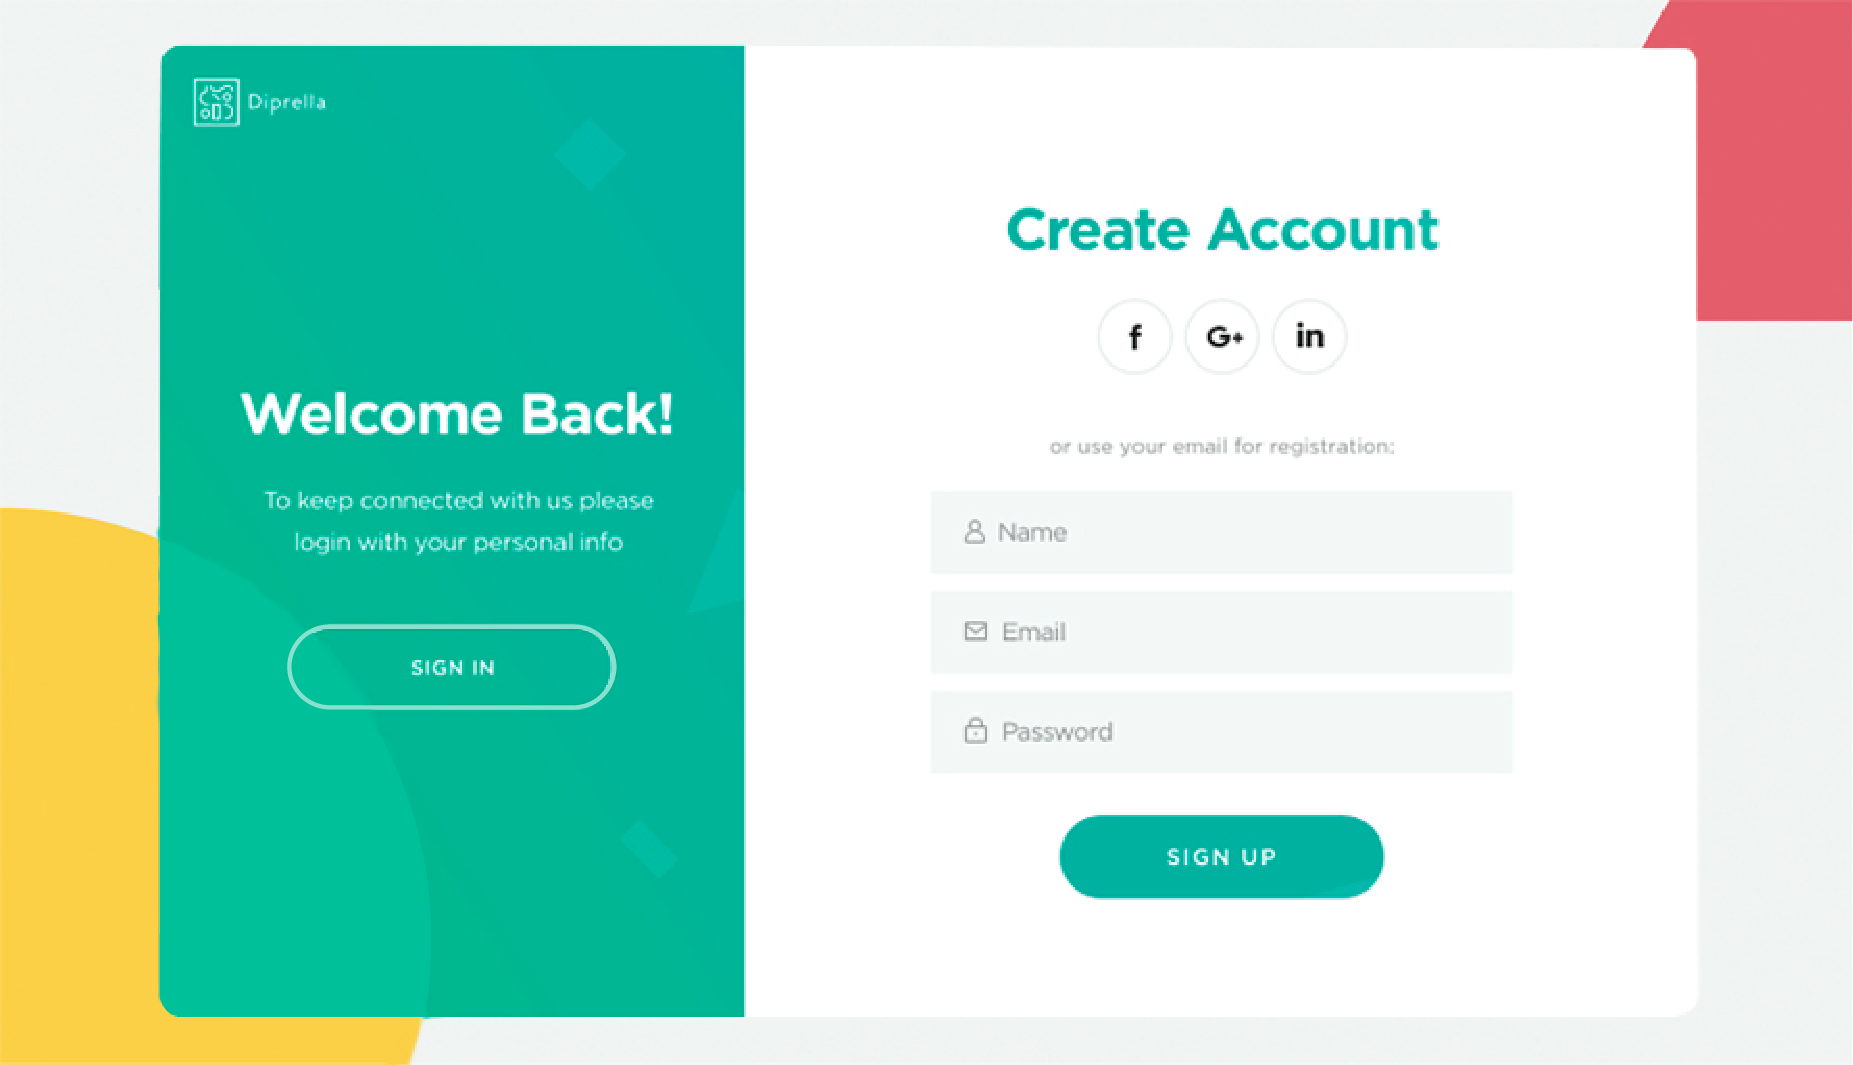 Diprella
Welcome Back!
To keep connected with us please
login with your personal info
SIGN IN
Create Account
f
G+
in
or use your email for registration:
Name
Email
Password
SIGN UP